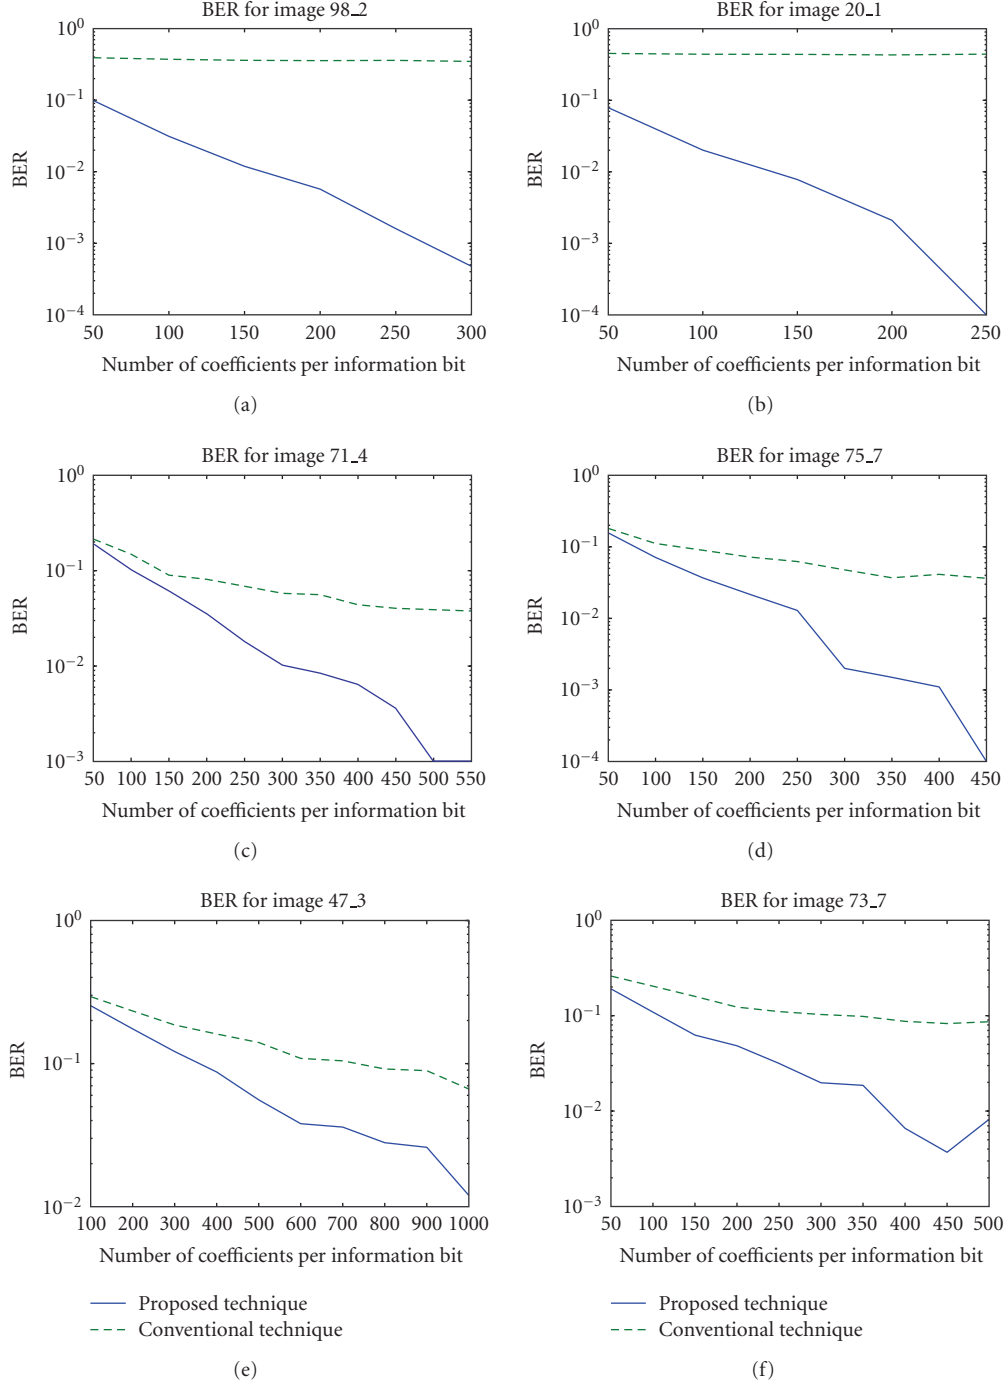 BER for image 98_2
10^0
10^−1
10^−2
10^−3
10^−4
BER
50 100 150 200 250 300
Number of coefficients per information bit
(a)
BER for image 20_1
10^0
10^−1
10^−2
10^−3
10^−4
BER
50 100 150 200 250
Number of coefficients per information bit
(b)
BER for image 71_4
10^0
10^−1
10^−2
10^−3
BER
50 100 150 200 250 300 350 400 450 500 550
Number of coefficients per information bit
(c)
BER for image 75_7
10^0
10^−1
10^−2
10^−3
10^−4
BER
50 100 150 200 250 300 350 400 450
Number of coefficients per information bit
(d)
BER for image 47_3
10^0
10^−1
10^−2
BER
100 200 300 400 500 600 700 800 900 1000
Number of coefficients per information bit
Proposed technique
Conventional technique
(e)
BER for image 73_7
10^0
10^−1
10^−2
10^−3
BER
50 100 150 200 250 300 350 400 450 500
Number of coefficients per information bit
Proposed technique
Conventional technique
(f)